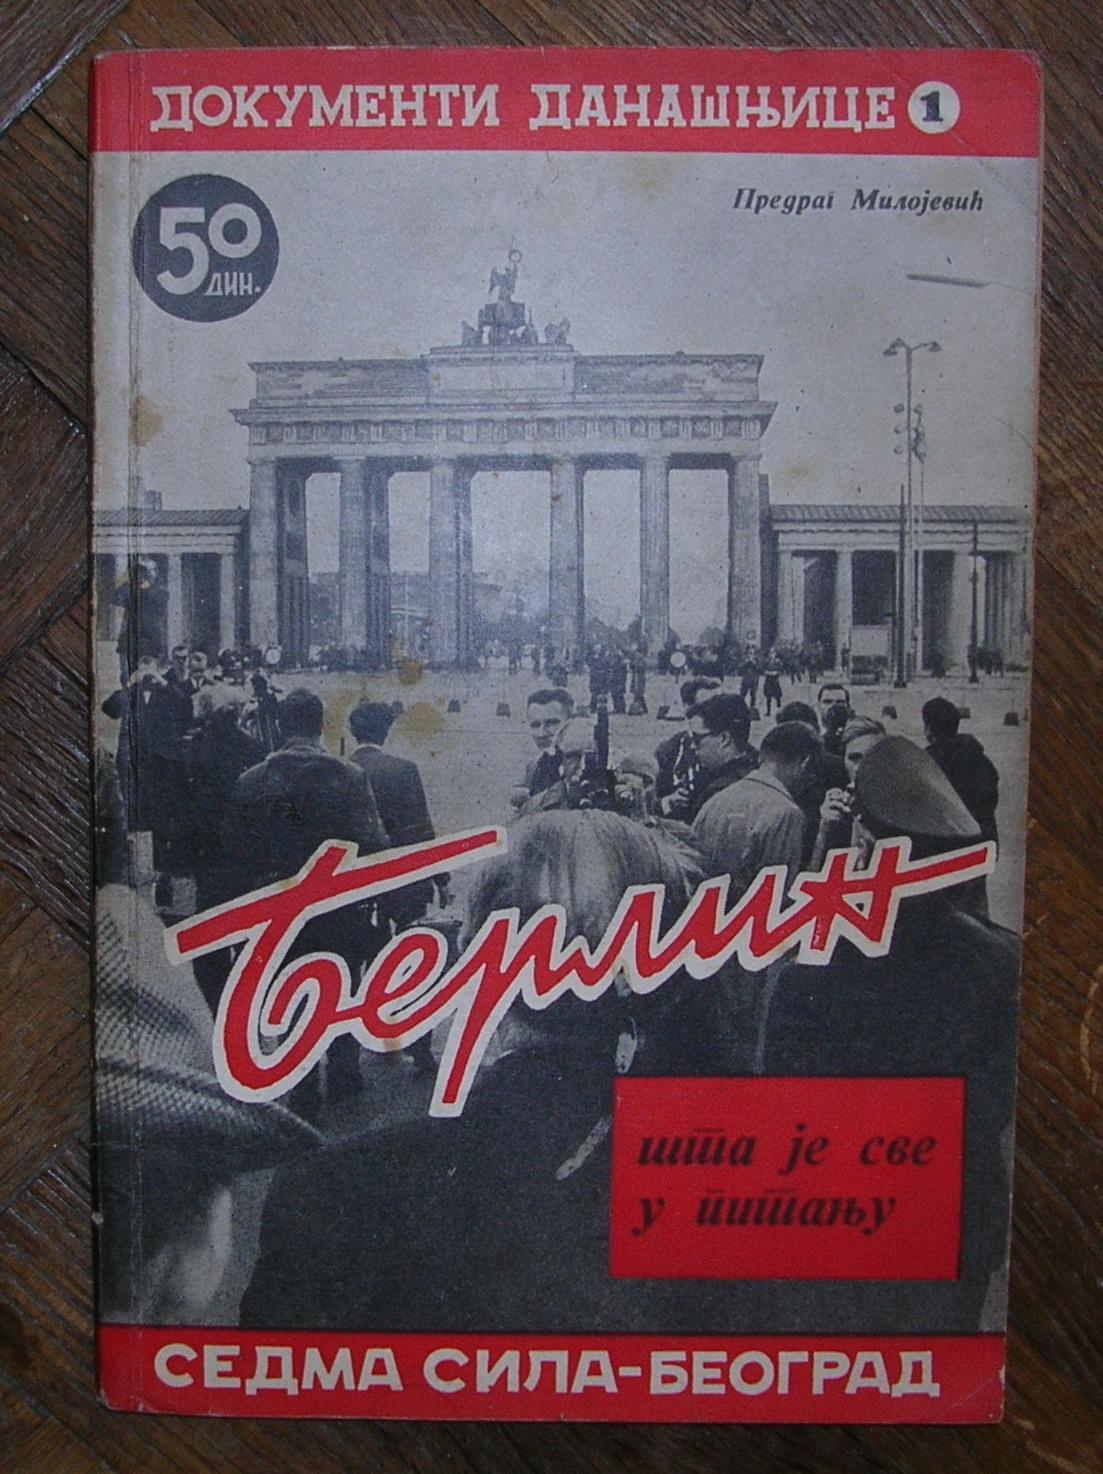 ДОКУМЕНТИ ДАНАШЊИЦЕ 1
Предраг Милојевић
50
ДИН.
Берлин
шта је све
у питању
СЕДМА СИЛА-БЕОГРАД